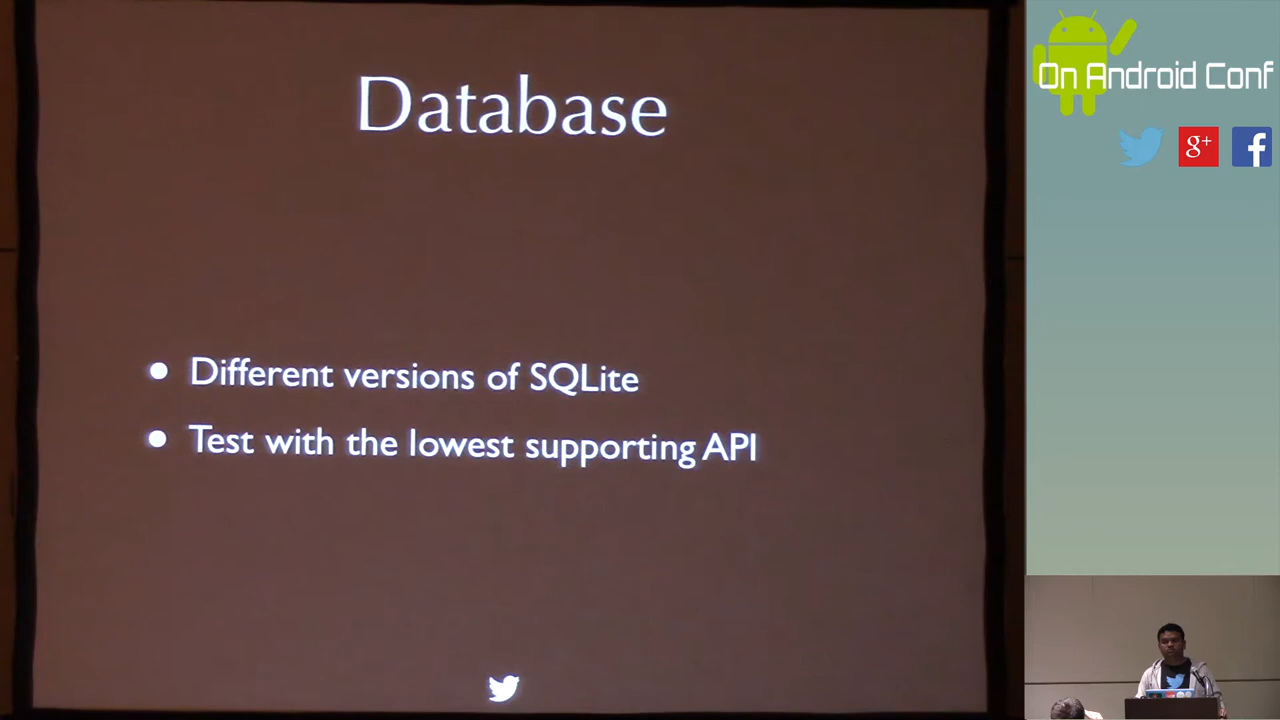 Database
● Different versions of SQLite
● Test with the lowest supporting API
On Android Conf
g+
f